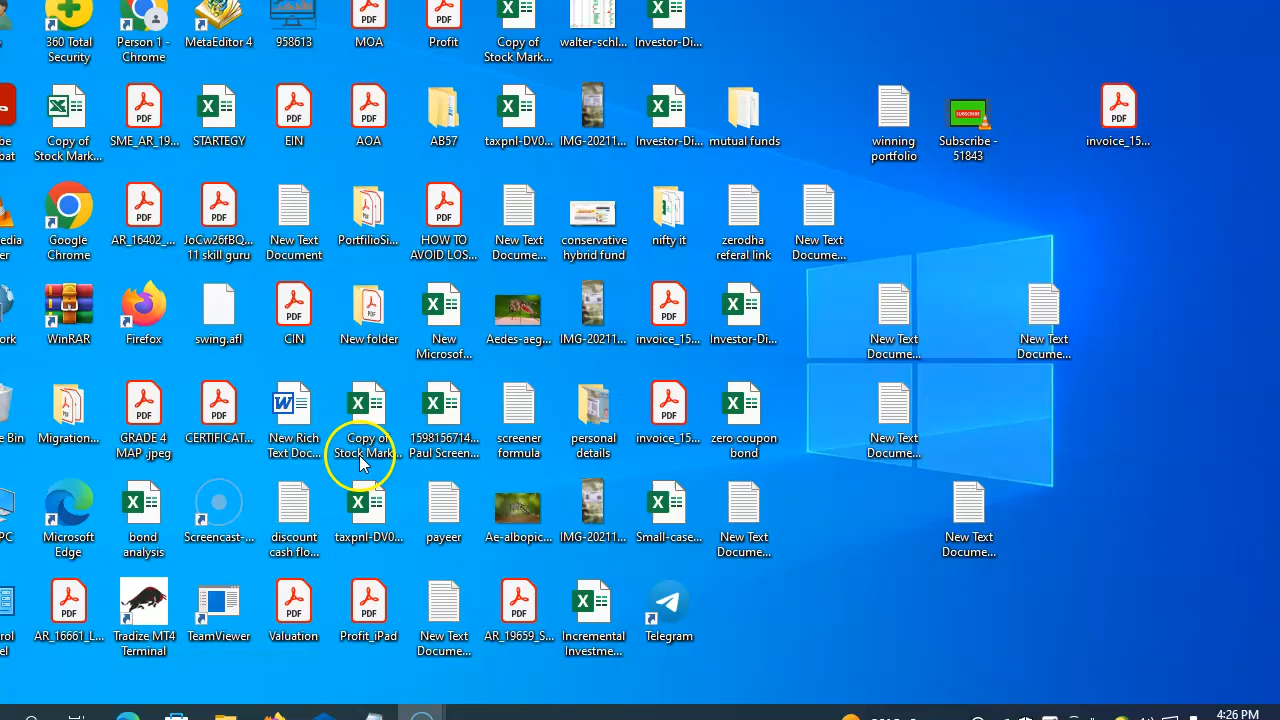 360 Total
Security
Person 1 -
Chrome
MetaEditor 4
958613
MOA
Profit
Copy of
Stock Mark...
walter-schl...
Investor-Di...
Copy of
Stock Mark...
SME_AR_19...
STARTEGY
EIN
AOA
AB57
taxpnl-DV0...
IMG-20211...
Investor-Di...
mutual funds
winning
portfolio
SUBSCRIBE
Subscribe -
51843
invoice_15...
Google
Chrome
AR_16402_...
JoCw26fBQ...
11 skill guru
New Text
Document
PortfilioSi...
HOW TO
AVOID LOS...
New Text
Docume...
conservative
hybrid fund
nifty it
zerodha
referal link
New Text
Docume...
WinRAR
Firefox
swing.afl
CIN
New folder
New
Microsof...
Aedes-aeg...
IMG-20211...
invoice_15...
Investor-Di...
New Text
Docume...
New Text
Docume...
Migration...
GRADE 4
MAP .jpeg
CERTIFICAT...
New Rich
Text Doc...
Copy of
Stock Mark...
1598156714...
Paul Screen...
screener
formula
personal
details
invoice_15...
zero coupon
bond
New Text
Docume...
Microsoft
Edge
bond
analysis
Screencast-...
discount
cash flo...
taxpnl-DV0...
payeer
Ae-albopic...
IMG-20211...
Small-case...
New Text
Docume...
New Text
Docume...
AR_16661_L...
Tradize MT4
Terminal
TeamViewer
Valuation
Profit_iPad
New Text
Docume...
AR_19659_S...
Incremental
Investme...
Telegram
4:26 PM